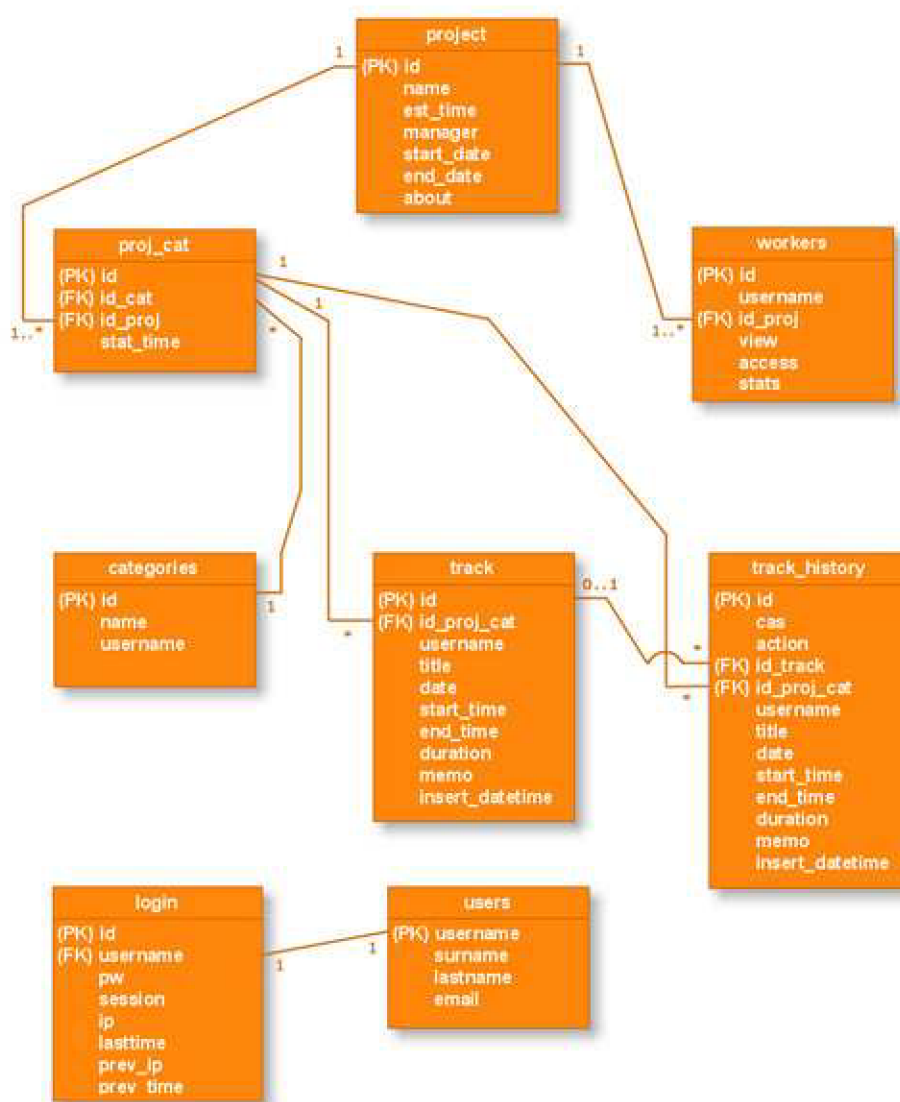 project
(PK) id
name
est_time
manager
start_date
end_date
about
1
1
proj_cat
(PK) id
(FK) id_cat
(FK) id_proj
stat_time
1..*
1
1
*
workers
(PK) id
username
(FK) id_proj
view
access
stats
1..*
categories
(PK) id
name
username
1
track
(PK) id
(FK) id_proj_cat
username
title
date
start_time
end_time
duration
memo
insert_datetime
*
0..1
track_history
(PK) id
cas
action
(FK) id_track
(FK) id_proj_cat
username
title
date
start_time
end_time
duration
memo
insert_datetime
*
*
login
(PK) id
(FK) username
pw
session
ip
lasttime
prev_ip
prev_time
1
1
users
(PK) username
surname
lastname
email